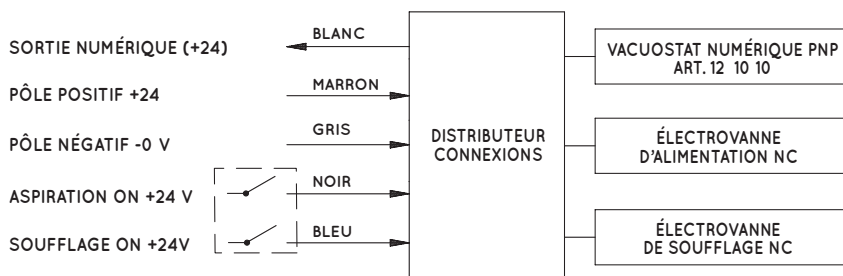 SORTIE NUMÉRIQUE (+24)
BLANC
PÔLE POSITIF +24
MARRON
PÔLE NÉGATIF -0 V
GRIS
ASPIRATION ON +24 V
NOIR
SOUFFLAGE ON +24V
BLEU
DISTRIBUTEUR
CONNEXIONS
VACUOSTAT NUMÉRIQUE PNP
ART. 12 10 10
ÉLECTROVANNE
D'ALIMENTATION NC
ÉLECTROVANNE
DE SOUFFLAGE NC